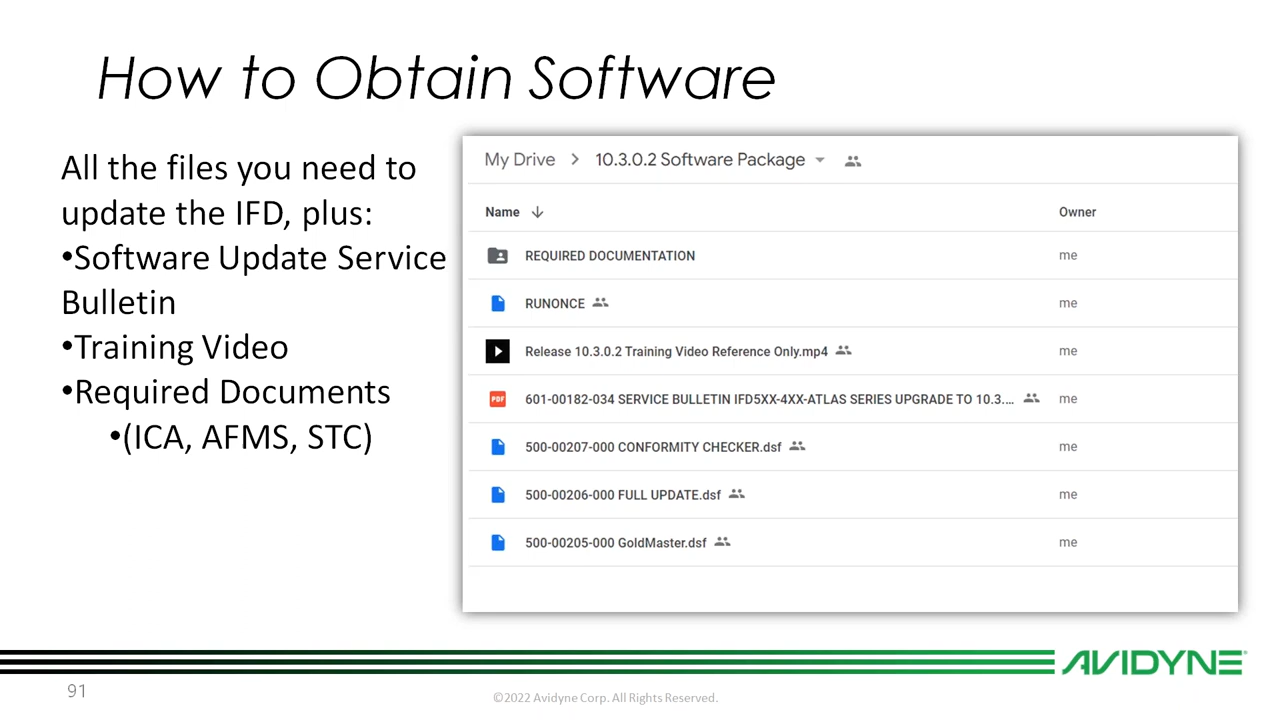 How to Obtain Software
All the files you need to
update the IFD, plus:
•Software Update Service
Bulletin
•Training Video
•Required Documents
•(ICA, AFMS, STC)
My Drive > 10.3.0.2 Software Package
Name Owner
REQUIRED DOCUMENTATION me
RUNONCE me
Release 10.3.0.2 Training Video Reference Only.mp4 me
PDF 601-00182-034 SERVICE BULLETIN IFD5XX-4XX-ATLAS SERIES UPGRADE TO 10.3.... me
500-00207-000 CONFORMITY CHECKER.dsf me
500-00206-000 FULL UPDATE.dsf me
500-00205-000 GoldMaster.dsf me
AVIDYNE
91
©2022 Avidyne Corp. All Rights Reserved.